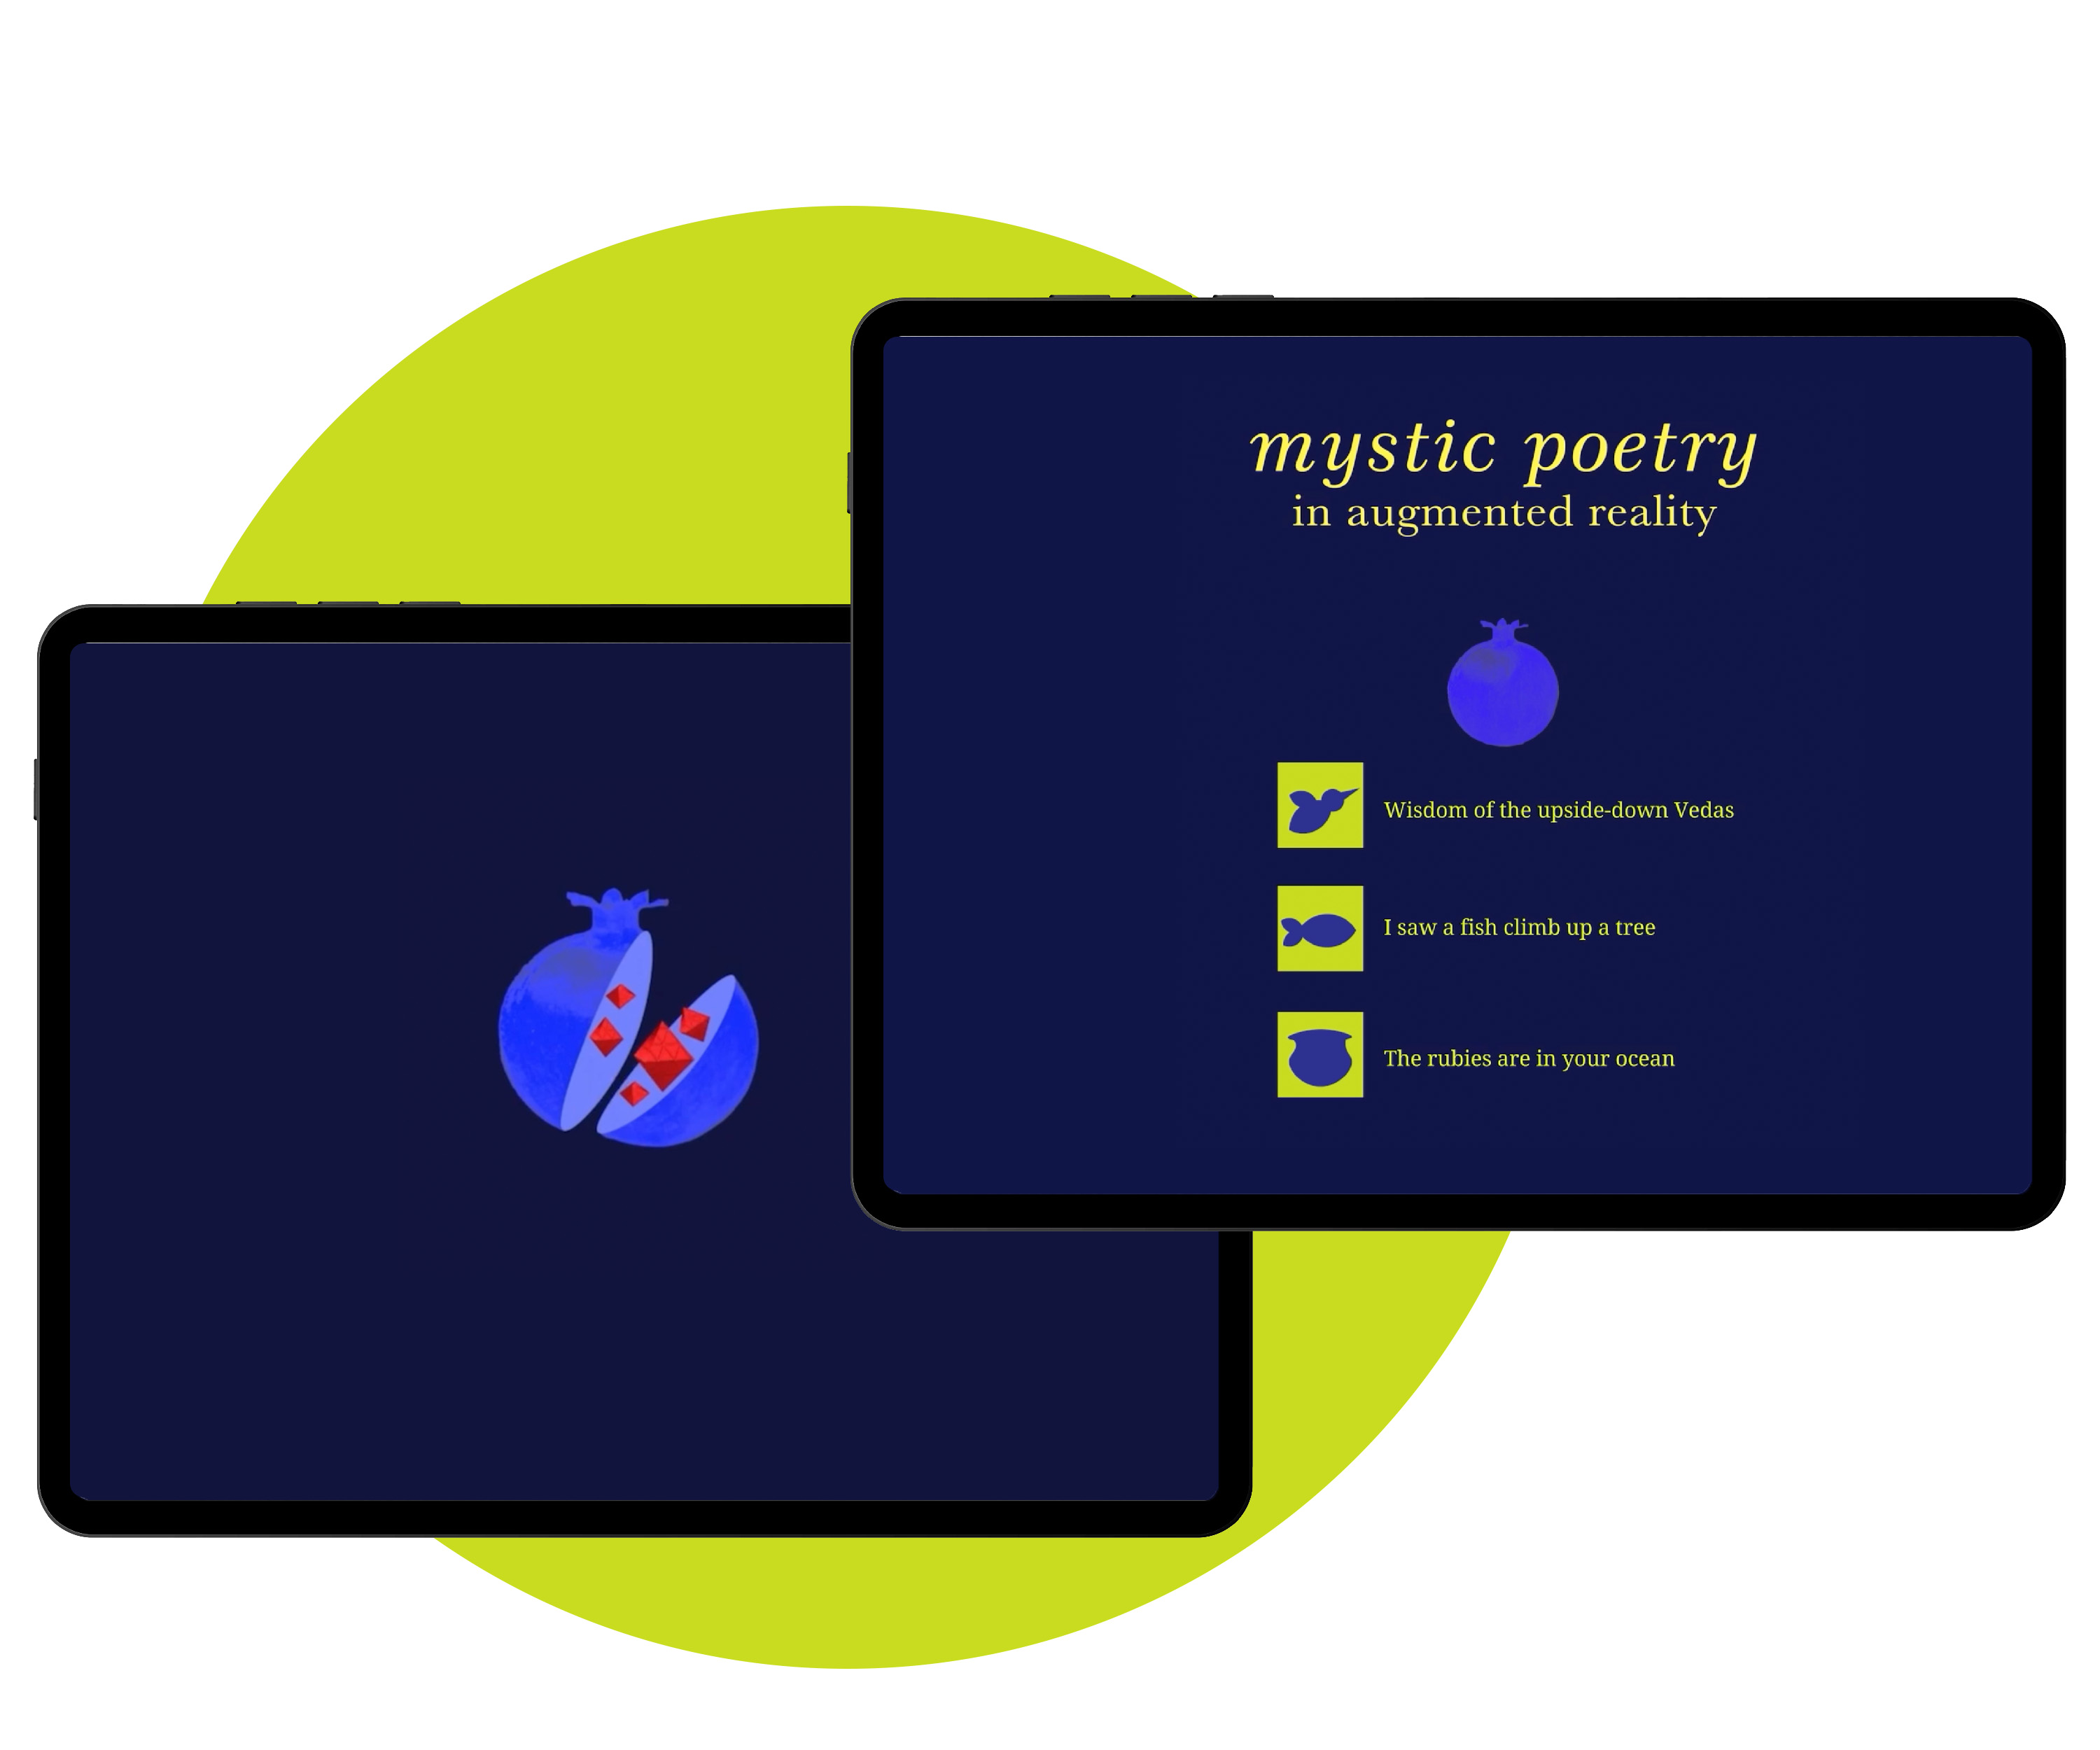 mystic poetry
in augmented reality
Wisdom of the upside-down Vedas
I saw a fish climb up a tree
The rubies are in your ocean